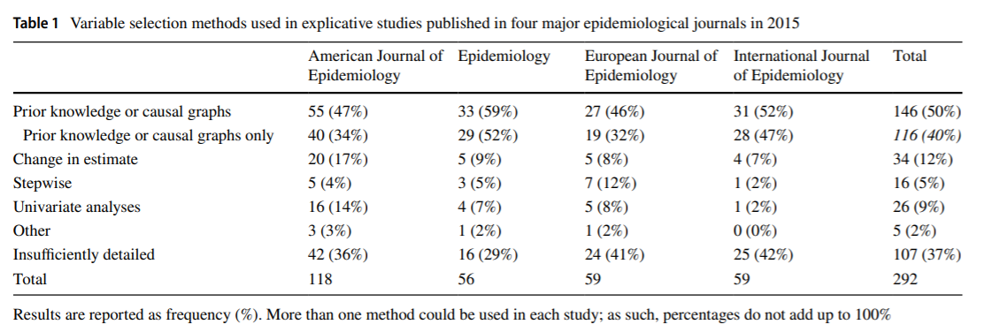 Table 1 Variable selection methods used in explicative studies published in four major epidemiological journals in 2015
American Journal of Epidemiology Epidemiology European Journal of Epidemiology International Journal of Epidemiology Total
Prior knowledge or causal graphs 55 (47%) 33 (59%) 27 (46%) 31 (52%) 146 (50%)
Prior knowledge or causal graphs only 40 (34%) 29 (52%) 19 (32%) 28 (47%) 116 (40%)
Change in estimate 20 (17%) 5 (9%) 5 (8%) 4 (7%) 34 (12%)
Stepwise 5 (4%) 3 (5%) 7 (12%) 1 (2%) 16 (5%)
Univariate analyses 16 (14%) 4 (7%) 5 (8%) 1 (2%) 26 (9%)
Other 3 (3%) 1 (2%) 1 (2%) 0 (0%) 5 (2%)
Insufficiently detailed 42 (36%) 16 (29%) 24 (41%) 25 (42%) 107 (37%)
Total 118 56 59 59 292
Results are reported as frequency (%). More than one method could be used in each study; as such, percentages do not add up to 100%